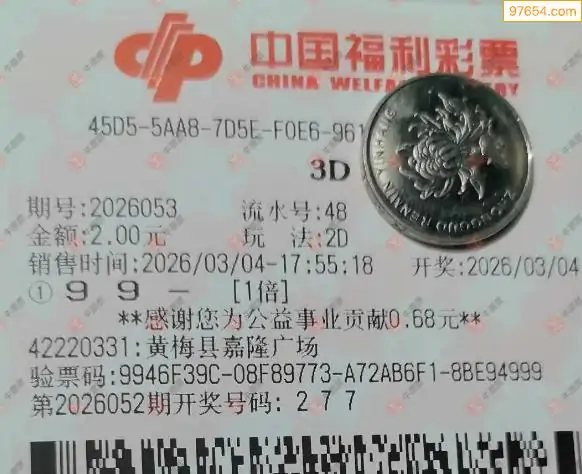 97654.com
中国福利彩票
CHINA WELFA
45D5-5AA8-7D5E-F0E6-961
3D
期号:2026053 流水号:48
金额:2.00元 玩 法:2D
销售时间:2026/03/04-17:55:18 开奖:2026/03/04
① 9 9 - [1倍]
**感谢您为公益事业贡献0.68元**
42220331:黄梅县嘉隆广场
验票码:9946F39C-08F89773-A72AB6F1-8BE94999
第2026052期开奖号码: 2 7 7
ZHONGGUO RENMIN YINHANG